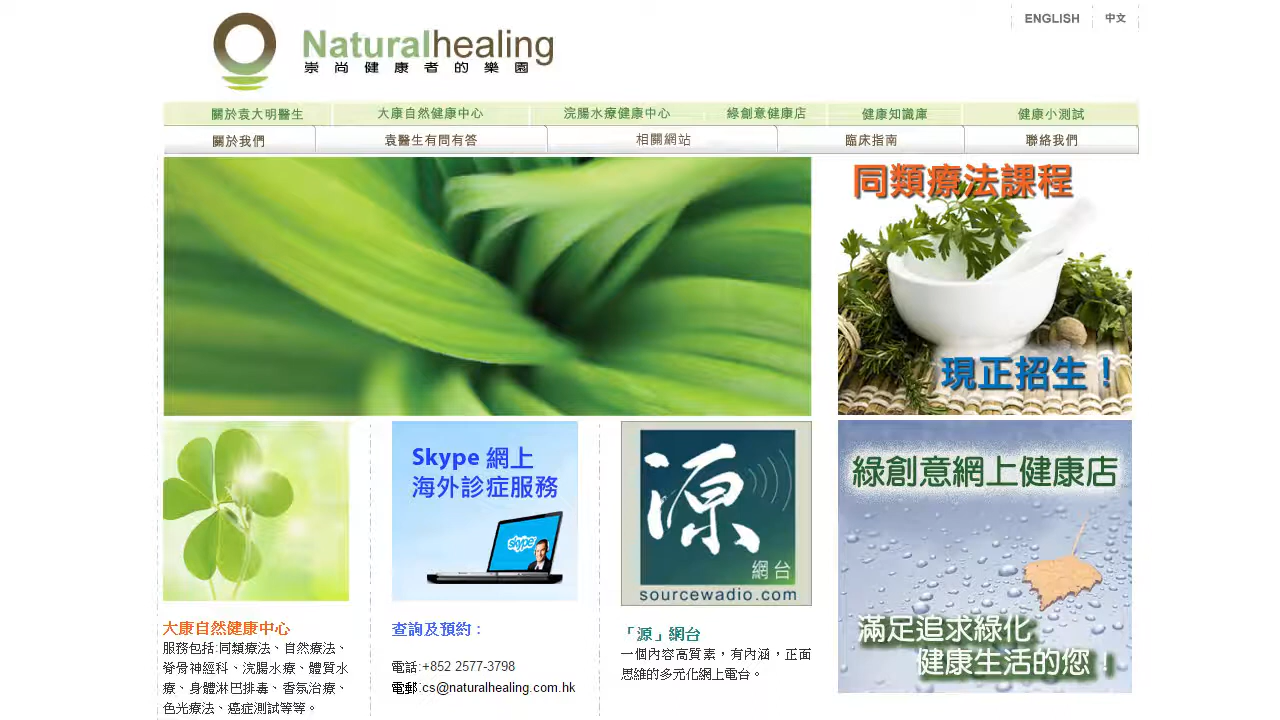 ENGLISH 中文
Naturalhealing
崇尚健康者的樂園
關於袁大明醫生 大康自然健康中心 浣腸水療健康中心 綠創意健康店 健康知識庫 健康小測試
關於我們 袁醫生有問有答 相關網站 臨床指南 聯絡我們
同類療法課程
現正招生！
Skype 網上
海外診症服務
skype
源
網台
sourcewadio.com
綠創意網上健康店
滿足追求綠化
健康生活的您！
大康自然健康中心
服務包括:同類療法、自然療法、
脊骨神經科、浣腸水療、體質水
療、身體淋巴排毒、香氛治療、
色光療法、癌症測試等等。
查詢及預約：
電話:+852 2577-3798
電郵:cs@naturalhealing.com.hk
「源」網台
一個內容高質素，有內涵，正面
思維的多元化網上電台。